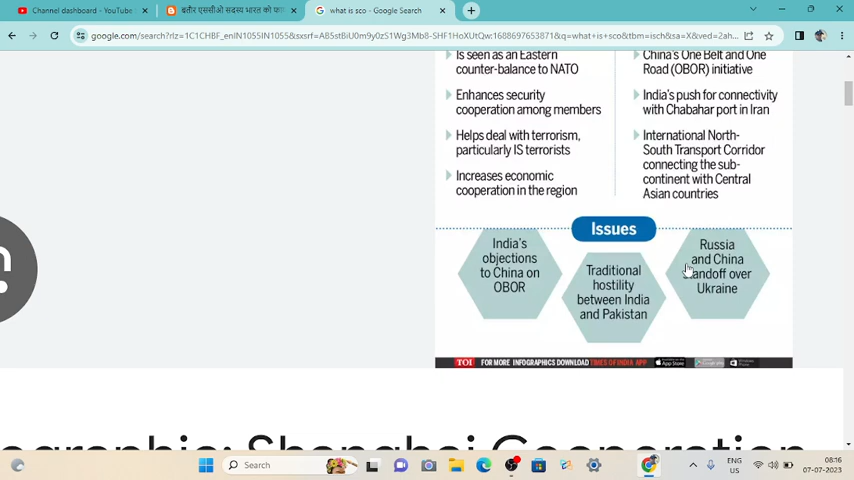 Channel dashboard - YouTube
बतौर एससीओ सदस्य भारत को फाय
what is sco - Google Search
google.com/search?rlz=1C1CHBF_enIN1055IN1055&sxsrf=
&q=what+is+sco&tbm=isch&sa=X&ved=2ah...
Is seen as an Eastern
counter-balance to NATO
Enhances security
cooperation among members
Helps deal with terrorism,
particularly IS terrorists
Increases economic
cooperation in the region
China's One Belt and One
Road (OBOR) initiative
India's push for connectivity
with Chabahar port in Iran
International North-
South Transport Corridor
connecting the sub-
continent with Central
Asian countries
Issues
India's
objections
to China on
OBOR
Traditional
hostility
between India
and Pakistan
Russia
and China
standoff over
Ukraine
TOI FOR MORE INFOGRAPHICS DOWNLOAD TIMES OF INDIA APP
App Store
ographic: Shanghai Cooperation
Search
ENG
US
08:16
07-07-2023